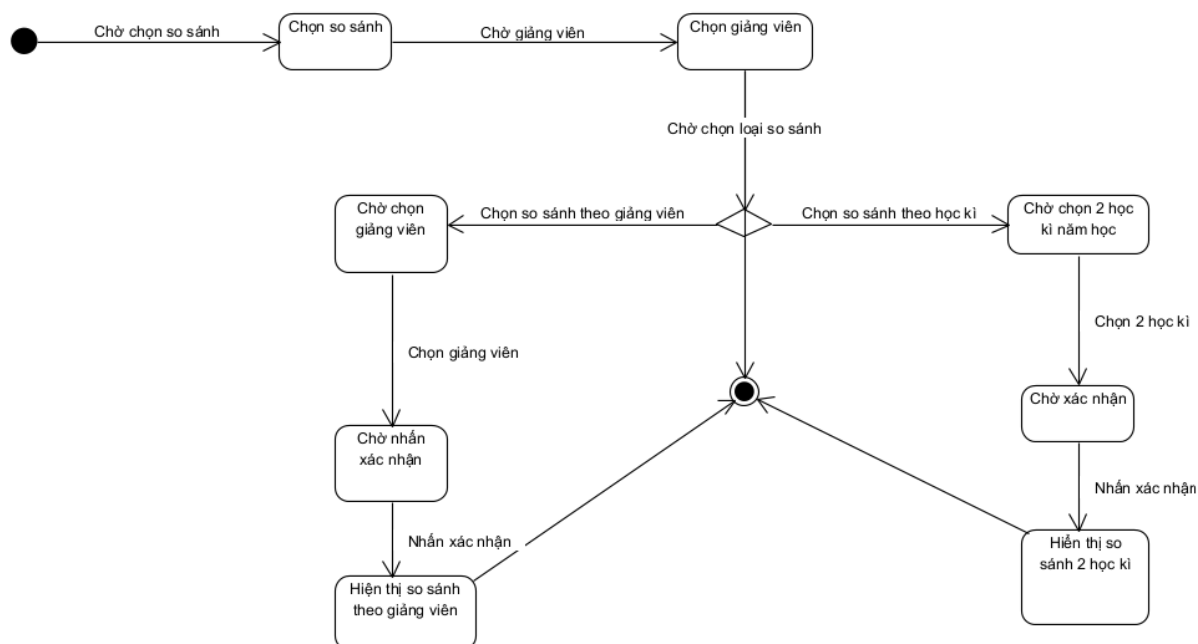 Chờ chọn so sánh
Chọn so sánh
Chờ giảng viên
Chọn giảng viên
Chờ chọn loại so sánh
Chờ chọn
giảng viên
Chọn so sánh theo giảng viên
Chọn so sánh theo học kì
Chờ chọn 2 học
kì năm học
Chọn giảng viên
Chọn 2 học kì
Chờ nhấn
xác nhận
Chờ xác nhận
Nhấn xác nhận
Nhấn xác nhận
Hiện thị so sánh
theo giảng viên
Hiển thị so
sánh 2 học kì